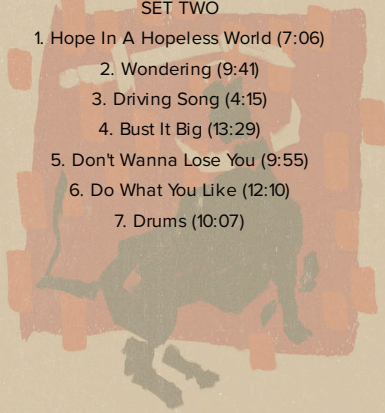 SET TWO
1. Hope In A Hopeless World (7:06)
2. Wondering (9:41)
3. Driving Song (4:15)
4. Bust It Big (13:29)
5. Don't Wanna Lose You (9:55)
6. Do What You Like (12:10)
7. Drums (10:07)